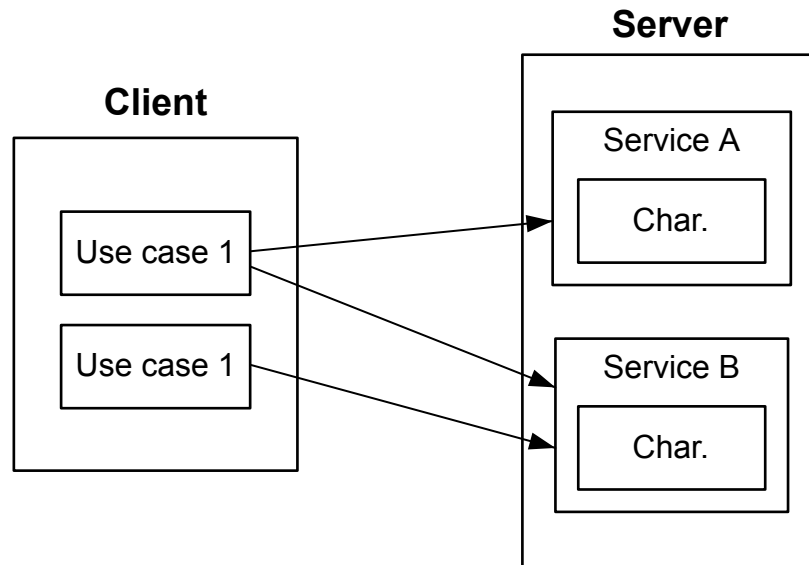 Server
Client
Service A
Char.
Use case 1
Use case 1
Service B
Char.